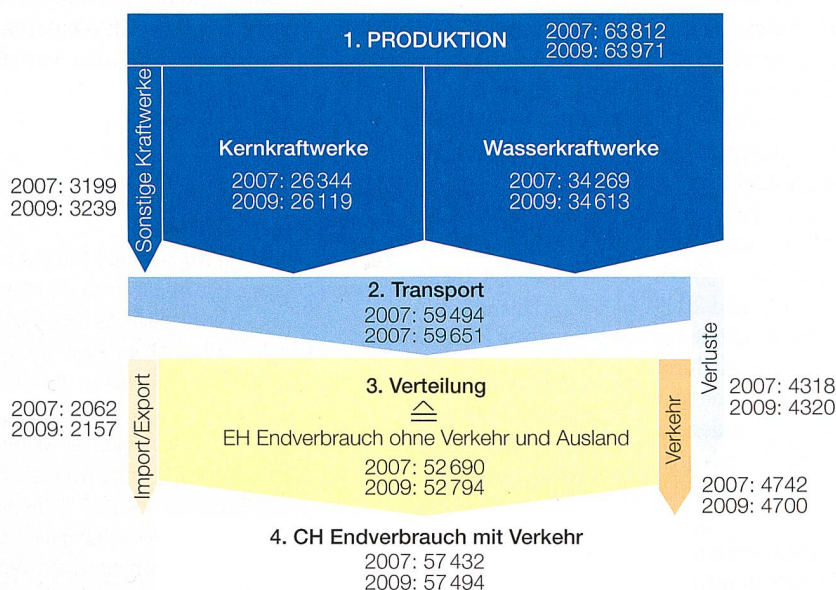 1. PRODUKTION
2007: 63 812
2009: 63 971
Sonstige Kraftwerke
2007: 3199
2009: 3239
Kernkraftwerke
2007: 26 344
2009: 26 119
Wasserkraftwerke
2007: 34 269
2009: 34 613
2. Transport
2007: 59 494
2007: 59 651
Verluste
2007: 4318
2009: 4320
Import/Export
2007: 2062
2009: 2157
3. Verteilung
≙
EH Endverbrauch ohne Verkehr und Ausland
2007: 52 690
2009: 52 794
Verkehr
2007: 4742
2009: 4700
4. CH Endverbrauch mit Verkehr
2007: 57 432
2009: 57 494